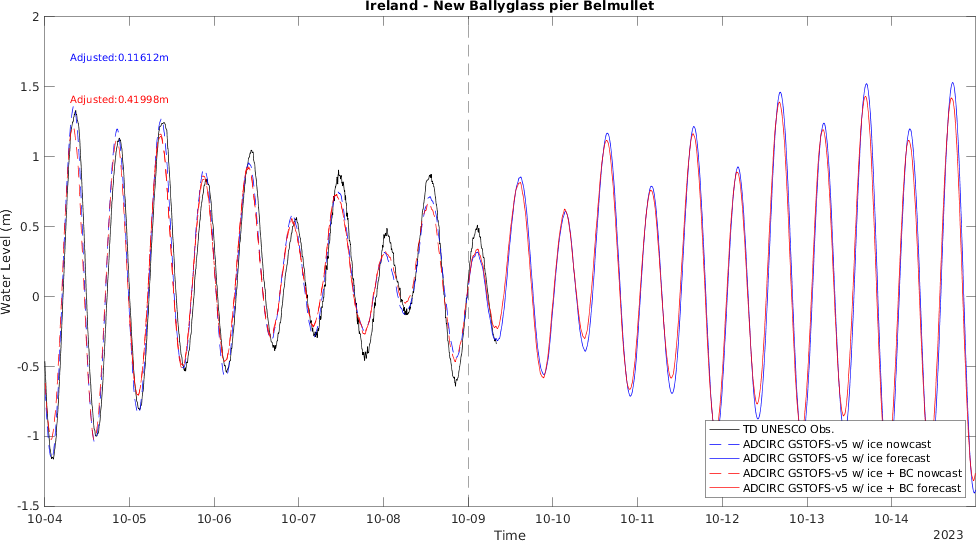 Ireland - New Ballyglass pier Belmullet
Adjusted:0.11612m
Adjusted:0.41998m
Water Level (m)
2
1.5
1
0.5
0
-0.5
-1
-1.5
10-04 10-05 10-06 10-07 10-08 10-09 10-10 10-11 10-12 10-13 10-14
Time
2023
TD UNESCO Obs.
ADCIRC GSTOFS-v5 w/ ice nowcast
ADCIRC GSTOFS-v5 w/ ice forecast
ADCIRC GSTOFS-v5 w/ ice + BC nowcast
ADCIRC GSTOFS-v5 w/ ice + BC forecast